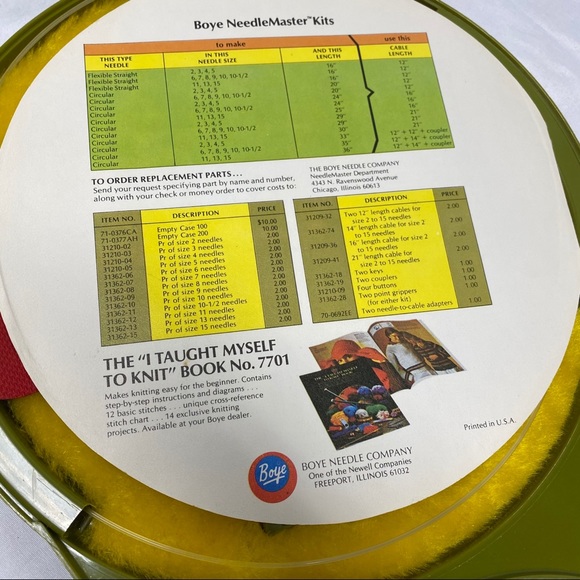 Boye NeedleMaster™ Kits
to make use this
THIS TYPE NEEDLE IN THIS NEEDLE SIZE AND THIS LENGTH CABLE LENGTH
Flexible Straight 2, 3, 4, 5 16" 12"
Flexible Straight 6, 7, 8, 9, 10, 10-1/2 16" 12"
Flexible Straight 11, 13, 15 16" 12"
Circular 2, 3, 4, 5 20" 12"
Circular 6, 7, 8, 9, 10, 10-1/2 20" 12"
Circular 11, 13, 15
Circular 2, 3, 4, 5 24" 16"
Circular 6, 7, 8, 9, 10, 10-1/2 25" 16"
Circular 11, 13, 15
Circular 2, 3, 4, 5 29" 21"
Circular 6, 7, 8, 9, 10, 10-1/2 29" 21"
Circular 11, 13, 15 30"
Circular 2, 3, 4, 5 33" 12" + 12" + coupler
Circular 6, 7, 8, 9, 10, 10-1/2 35" 12" + 14" + coupler
Circular 11, 13, 15 36" 12" + 14" + coupler
TO ORDER REPLACEMENT PARTS...
Send your request specifying part by name and number,
along with your check or money order to cover costs to:
THE BOYE NEEDLE COMPANY
NeedleMaster Department
4343 N. Ravenswood Avenue
Chicago, Illinois 60613
ITEM NO. DESCRIPTION PRICE
71-0376CA Empty Case 100 $10.00
71-0377AH Empty Case 200 10.00
31210-02 Pr of size 2 needles 2.00
31210-03 Pr of size 3 needles 2.00
31210-04 Pr of size 4 needles 2.00
31210-05 Pr of size 5 needles 2.00
31362-06 Pr of size 6 needles 2.00
31362-07 Pr of size 7 needles 2.00
31362-08 Pr of size 8 needles 2.00
31362-09 Pr of size 9 needles 2.00
31362-10 Pr of size 10 needles 2.00
31362-11 Pr of size 10-1/2 needles 2.00
31362-12 Pr of size 11 needles 2.00
31362-13 Pr of size 13 needles 2.00
31362-15 Pr of size 15 needles 2.00
ITEM NO. DESCRIPTION PRICE
31209-32 Two 12" length cables for size 2 to 15 needles 2.00
31362-74 14" length cable for size 2 to 15 needles 2.00
31209-36 16" length cable for size 2 to 15 needles 2.00
31209-41 21" length cable for size 2 to 15 needles 2.00
31362-18 Two keys 1.00
31362-19 Two couplers 1.00
31210-09 Four buttons 1.00
31362-28 Two point grippers (for either kit) 1.00
70-0692EE Two needle-to-cable adapters 1.00
THE "I TAUGHT MYSELF
TO KNIT" BOOK No. 7701
Makes knitting easy for the beginner. Contains
step-by-step instructions and diagrams . . .
12 basic stitches . . . unique cross-reference
stitch chart . . . 14 exclusive knitting
projects. Available at your Boye dealer.
Printed in U.S.A.
Boye
BOYE NEEDLE COMPANY
One of the Newell Companies
FREEPORT, ILLINOIS 61032